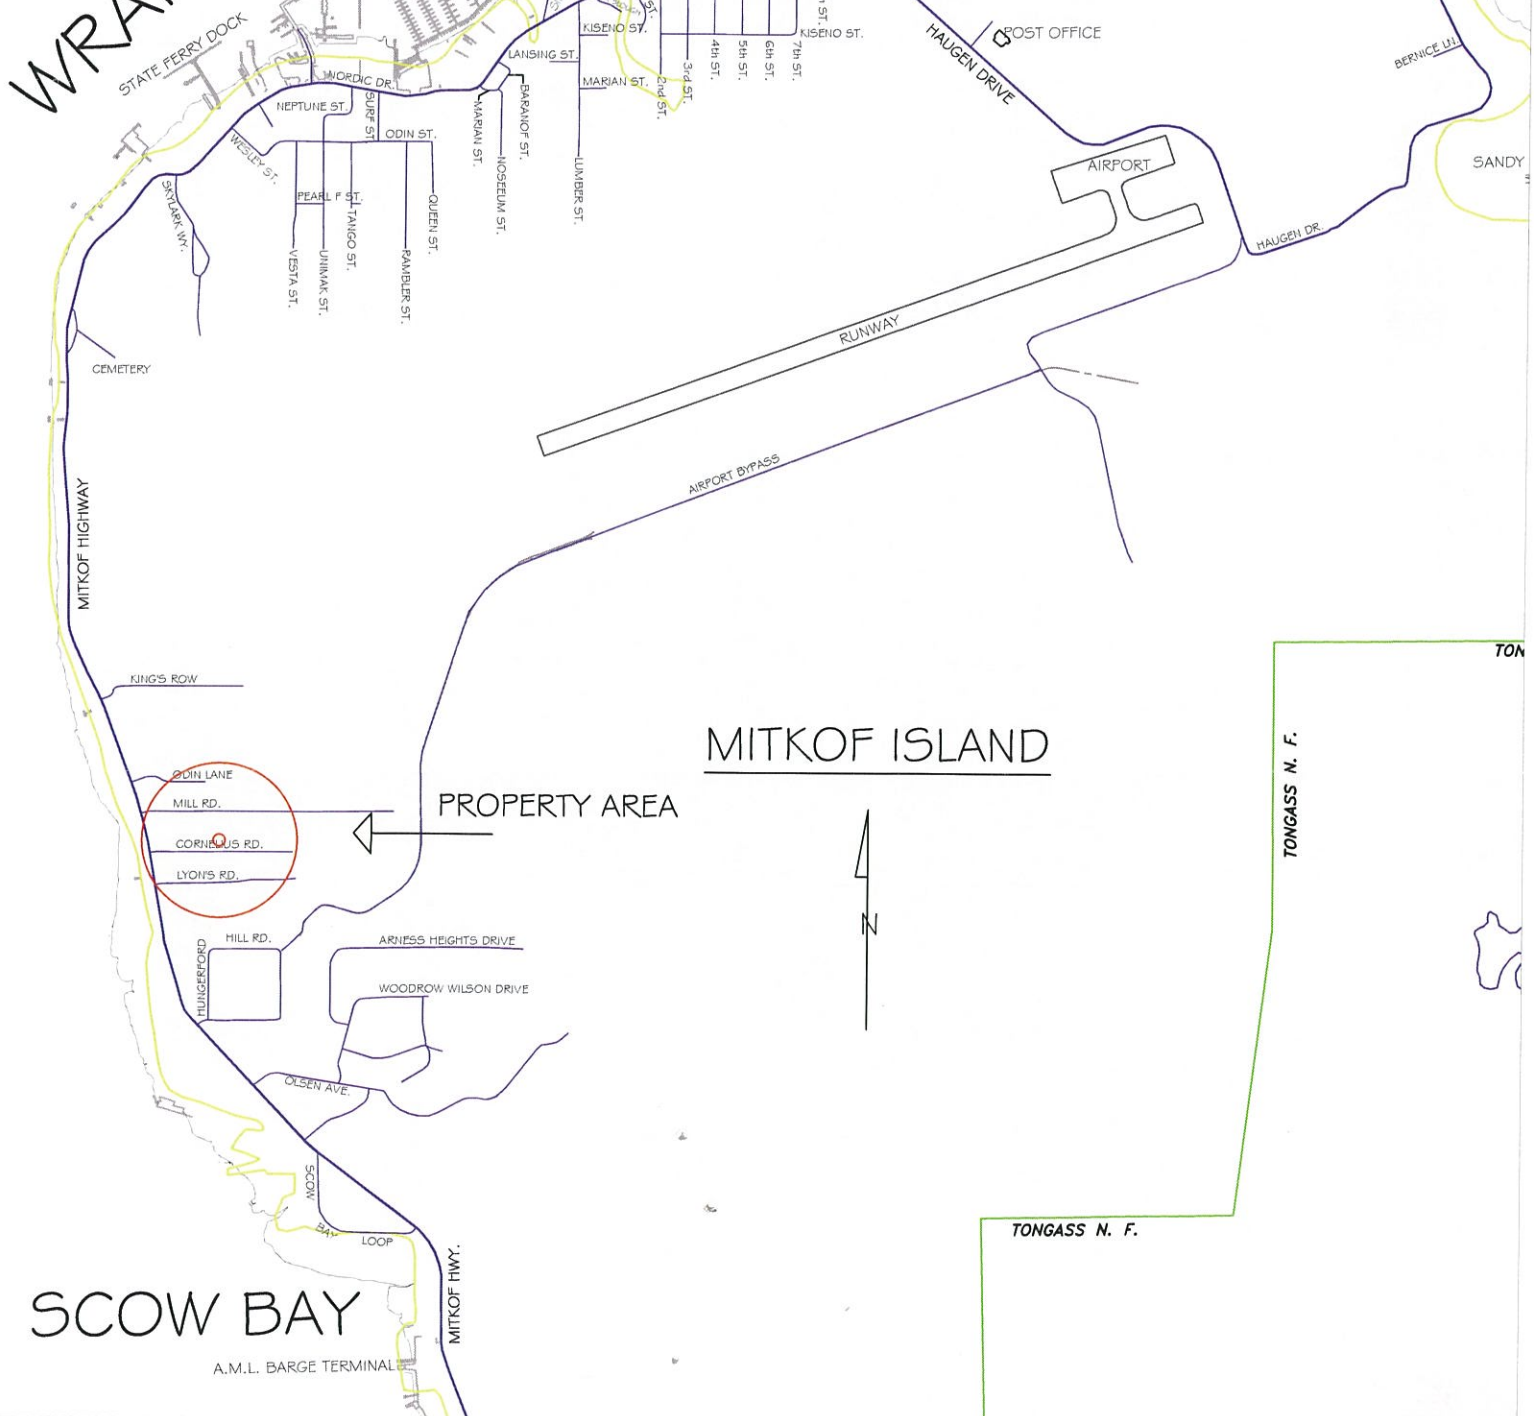 WRA
STATE FERRY DOCK
NORDIC DR.
NEPTUNE ST.
SURF ST.
ODIN ST.
WESLEY ST.
SKYLARK WY.
PEARL F ST.
VESTA ST.
UNIMAK ST.
TANGO ST.
RAMBLER ST.
QUEEN ST.
LANSING ST.
KISENO ST.
MARIAN ST.
MARIAN ST.
NOSEEUM ST.
BARANOF ST.
LUMBER ST.
ST.
2nd ST.
3rd ST.
4th ST.
5th ST.
6th ST.
7th ST.
ST.
KISENO ST.
HAUGEN DRIVE
POST OFFICE
BERNICE LN.
SANDY
AIRPORT
HAUGEN DR.
RUNWAY
AIRPORT BYPASS
CEMETERY
MITKOF HIGHWAY
KING'S ROW
ODIN LANE
MILL RD.
CORNELIUS RD.
LYON'S RD.
PROPERTY AREA
MITKOF ISLAND
N
TON
TONGASS N. F.
TONGASS N. F.
HILL RD.
HUNGERFORD
ARNESS HEIGHTS DRIVE
WOODROW WILSON DRIVE
OLSEN AVE.
SCOW
BAY
LOOP
MITKOF HWY.
SCOW BAY
A.M.L. BARGE TERMINAL